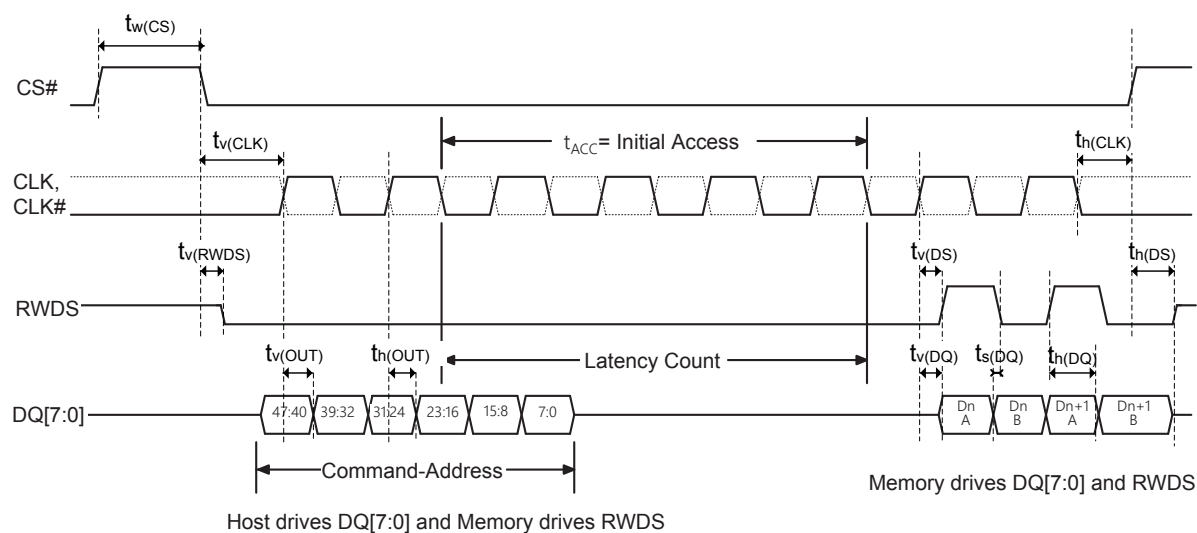 tw(CS)
CS#
tv(CLK)
tACC= Initial Access
th(CLK)
CLK,
CLK#
tv(RWDS)
tv(DS)
th(DS)
RWDS
tv(OUT)
th(OUT)
Latency Count
tv(DQ)
ts(DQ)
th(DQ)
DQ[7:0]
47:40
39:32
31:24
23:16
15:8
7:0
Dn
A
Dn
B
Dn+1
A
Dn+1
B
Command-Address
Memory drives DQ[7:0] and RWDS
Host drives DQ[7:0] and Memory drives RWDS